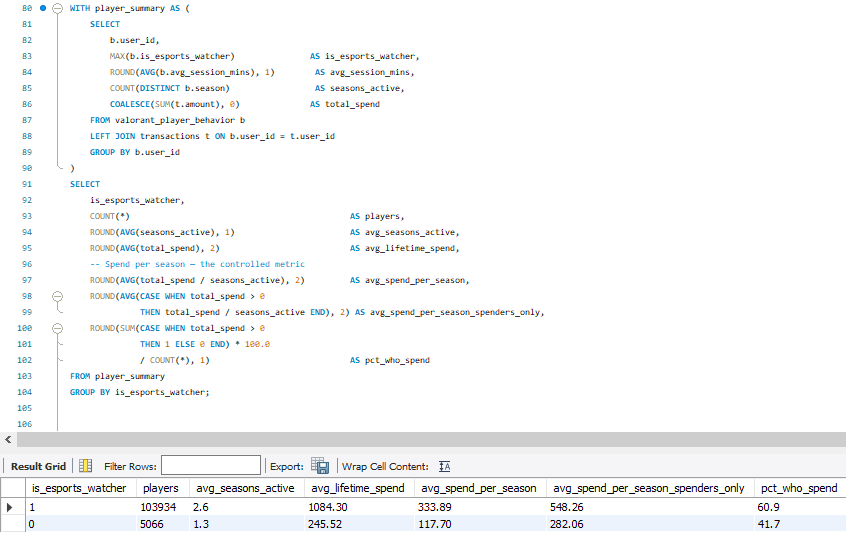 80 WITH player_summary AS (
81 SELECT
82 b.user_id,
83 MAX(b.is_esports_watcher) AS is_esports_watcher,
84 ROUND(AVG(b.avg_session_mins), 1) AS avg_session_mins,
85 COUNT(DISTINCT b.season) AS seasons_active,
86 COALESCE(SUM(t.amount), 0) AS total_spend
87 FROM valorant_player_behavior b
88 LEFT JOIN transactions t ON b.user_id = t.user_id
89 GROUP BY b.user_id
90 )
91 SELECT
92 is_esports_watcher,
93 COUNT(*) AS players,
94 ROUND(AVG(seasons_active), 1) AS avg_seasons_active,
95 ROUND(AVG(total_spend), 2) AS avg_lifetime_spend,
96 -- Spend per season — the controlled metric
97 ROUND(AVG(total_spend / seasons_active), 2) AS avg_spend_per_season,
98 ROUND(AVG(CASE WHEN total_spend > 0
99 THEN total_spend / seasons_active END), 2) AS avg_spend_per_season_spenders_only,
100 ROUND(SUM(CASE WHEN total_spend > 0
101 THEN 1 ELSE 0 END) * 100.0
102 / COUNT(*), 1) AS pct_who_spend
103 FROM player_summary
104 GROUP BY is_esports_watcher;
105
106
Result Grid Filter Rows: Export: Wrap Cell Content:
is_esports_watcher players avg_seasons_active avg_lifetime_spend avg_spend_per_season avg_spend_per_season_spenders_only pct_who_spend
1 103934 2.6 1084.30 333.89 548.26 60.9
0 5066 1.3 245.52 117.70 282.06 41.7